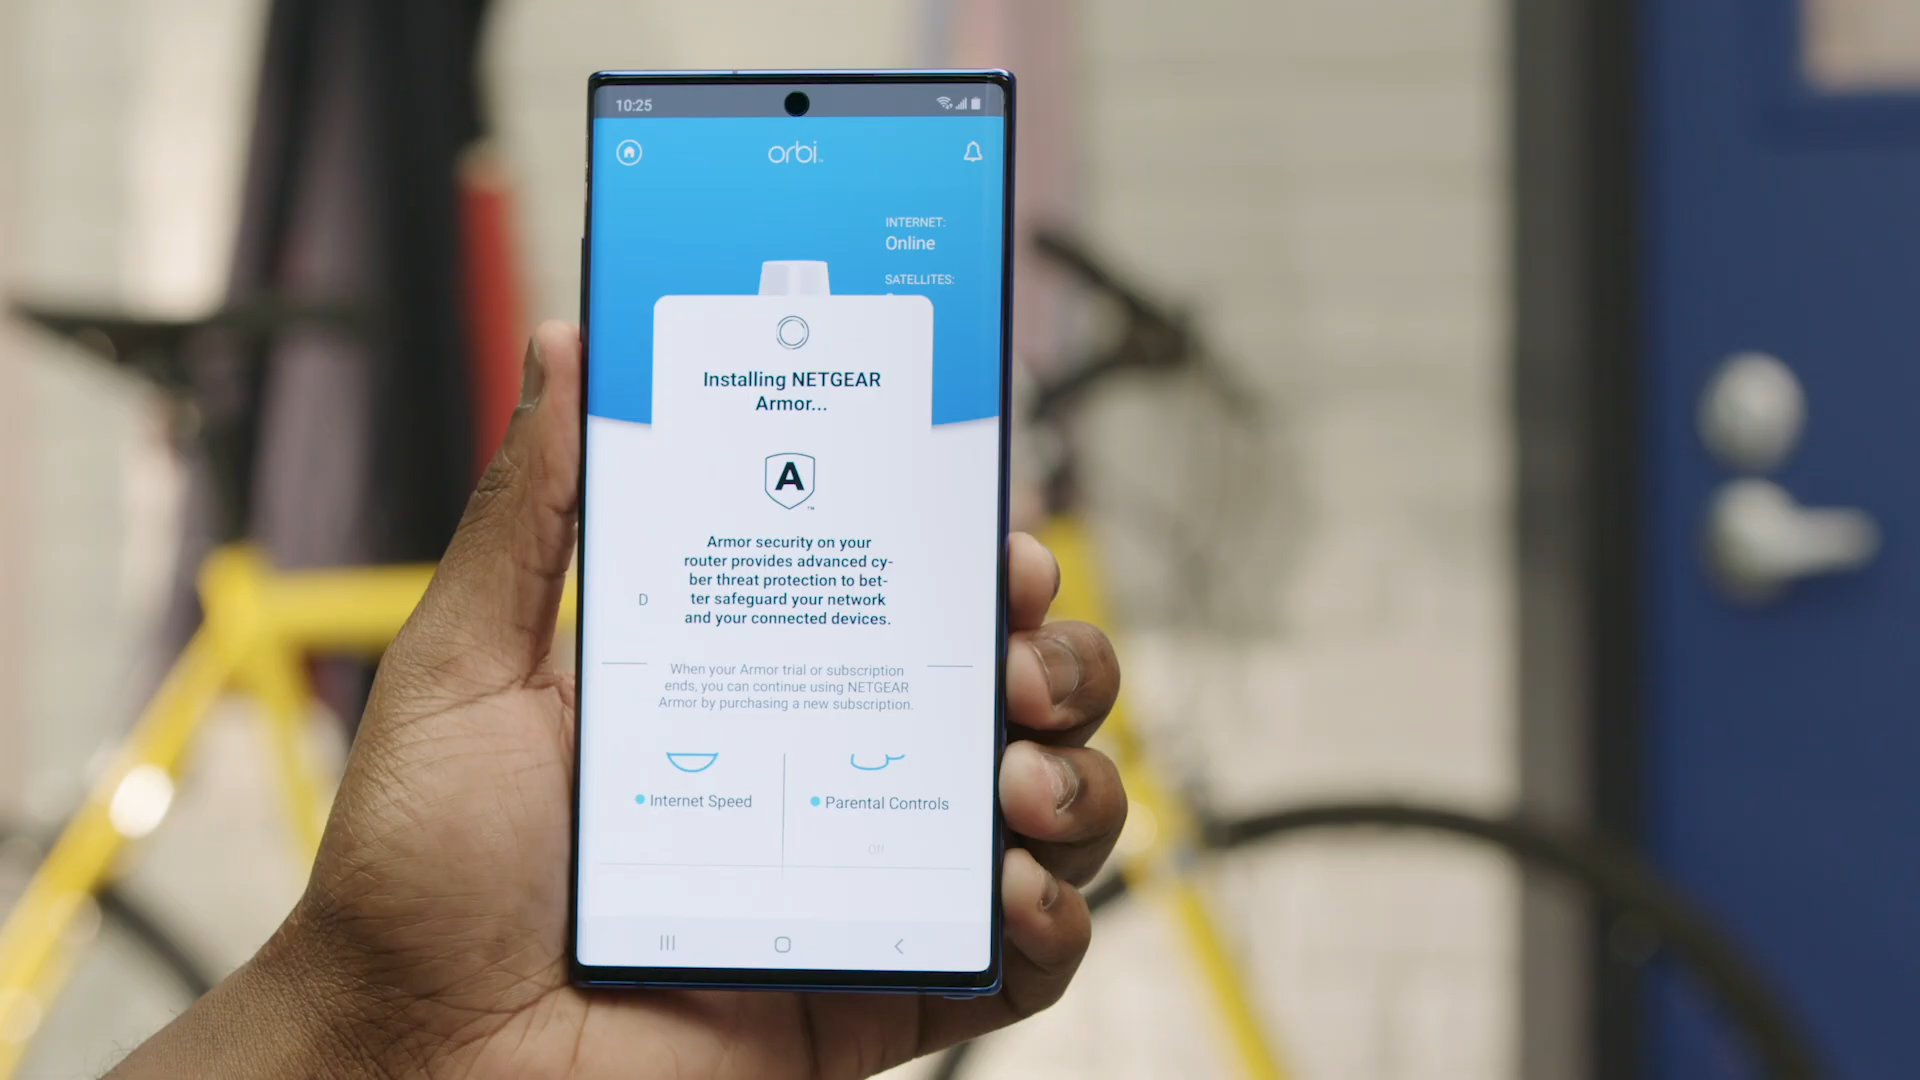 10:25
orbi
INTERNET:
Online
SATELLITES:
Installing NETGEAR
Armor...
A
TM
Armor security on your
router provides advanced cy-
ber threat protection to bet-
ter safeguard your network
and your connected devices.
D
When your Armor trial or subscription
ends, you can continue using NETGEAR
Armor by purchasing a new subscription.
Internet Speed
Parental Controls
Off